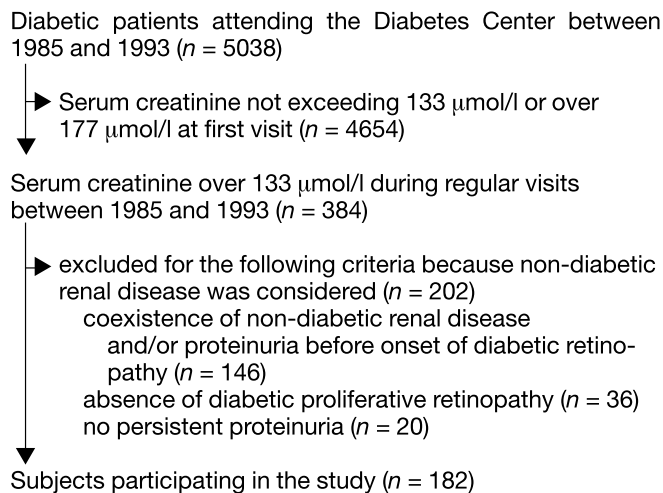 Diabetic patients attending the Diabetes Center between
1985 and 1993 (n = 5038)
Serum creatinine not exceeding 133 μmol/l or over
177 μmol/l at first visit (n = 4654)
Serum creatinine over 133 μmol/l during regular visits
between 1985 and 1993 (n = 384)
excluded for the following criteria because non-diabetic
renal disease was considered (n = 202)
coexistence of non-diabetic renal disease
and/or proteinuria before onset of diabetic retino-
pathy (n = 146)
absence of diabetic proliferative retinopathy (n = 36)
no persistent proteinuria (n = 20)
Subjects participating in the study (n = 182)